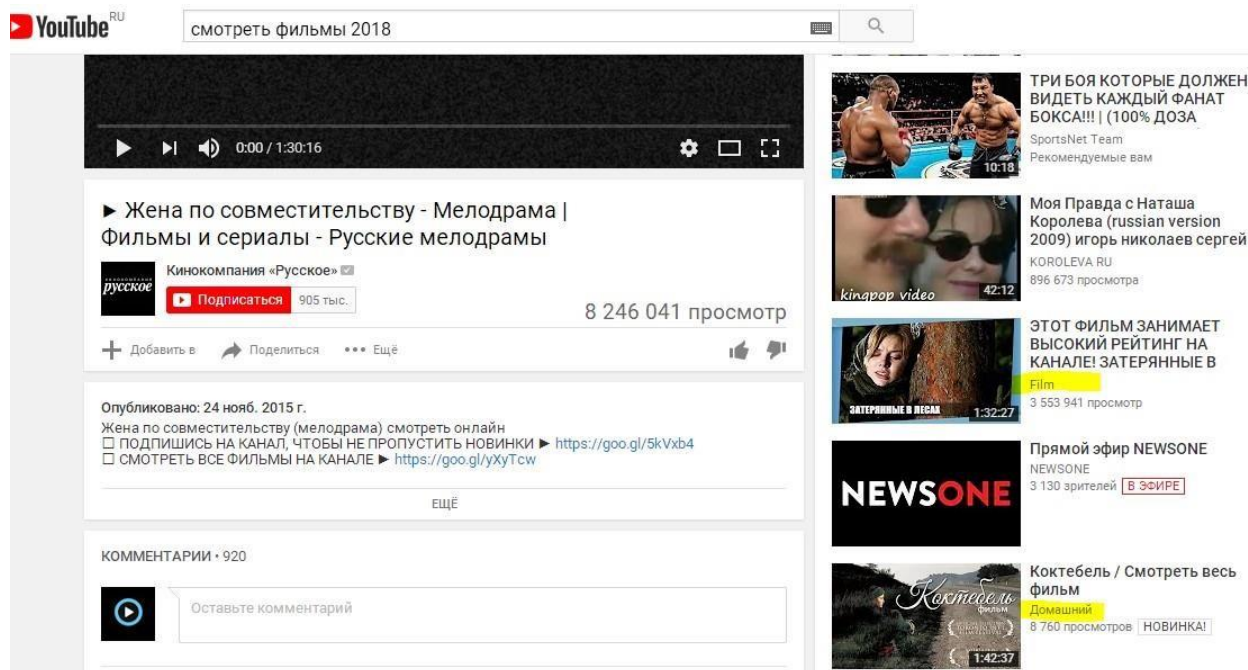 YouTube RU
смотреть фильмы 2018
0:00 / 1:30:16
► Жена по совместительству - Мелодрама |
Фильмы и сериалы - Русские мелодрамы
Кинокомпания «Русское»
русское
Подписаться 905 тыс.
8 246 041 просмотр
Добавить в Поделиться ••• Ещё
Опубликовано: 24 нояб. 2015 г.
Жена по совместительству (мелодрама) смотреть онлайн
☐ ПОДПИШИСЬ НА КАНАЛ, ЧТОБЫ НЕ ПРОПУСТИТЬ НОВИНКИ ► https://goo.gl/5kVxb4
☐ СМОТРЕТЬ ВСЕ ФИЛЬМЫ НА КАНАЛЕ ► https://goo.gl/yXyTcw
ЕЩЁ
КОММЕНТАРИИ • 920
Оставьте комментарий
10:18
ТРИ БОЯ КОТОРЫЕ ДОЛЖЕН
ВИДЕТЬ КАЖДЫЙ ФАНАТ
БОКСА!!! | (100% ДОЗА
SportsNet Team
Рекомендуемые вам
kingpop video
42:12
Моя Правда с Наташа
Королева (russian version
2009) игорь николаев сергей
KOROLEVA RU
896 673 просмотра
ЗАТЕРЯННЫЕ В ЛЕСАХ
1:32:27
ЭТОТ ФИЛЬМ ЗАНИМАЕТ
ВЫСОКИЙ РЕЙТИНГ НА
КАНАЛЕ! ЗАТЕРЯННЫЕ В
Film
3 553 941 просмотр
NEWSONE
Прямой эфир NEWSONE
NEWSONE
3 130 зрителей В ЭФИРЕ
Коктебель
фильм
1:42:37
Коктебель / Смотреть весь
фильм
Домашний
8 760 просмотров НОВИНКА!